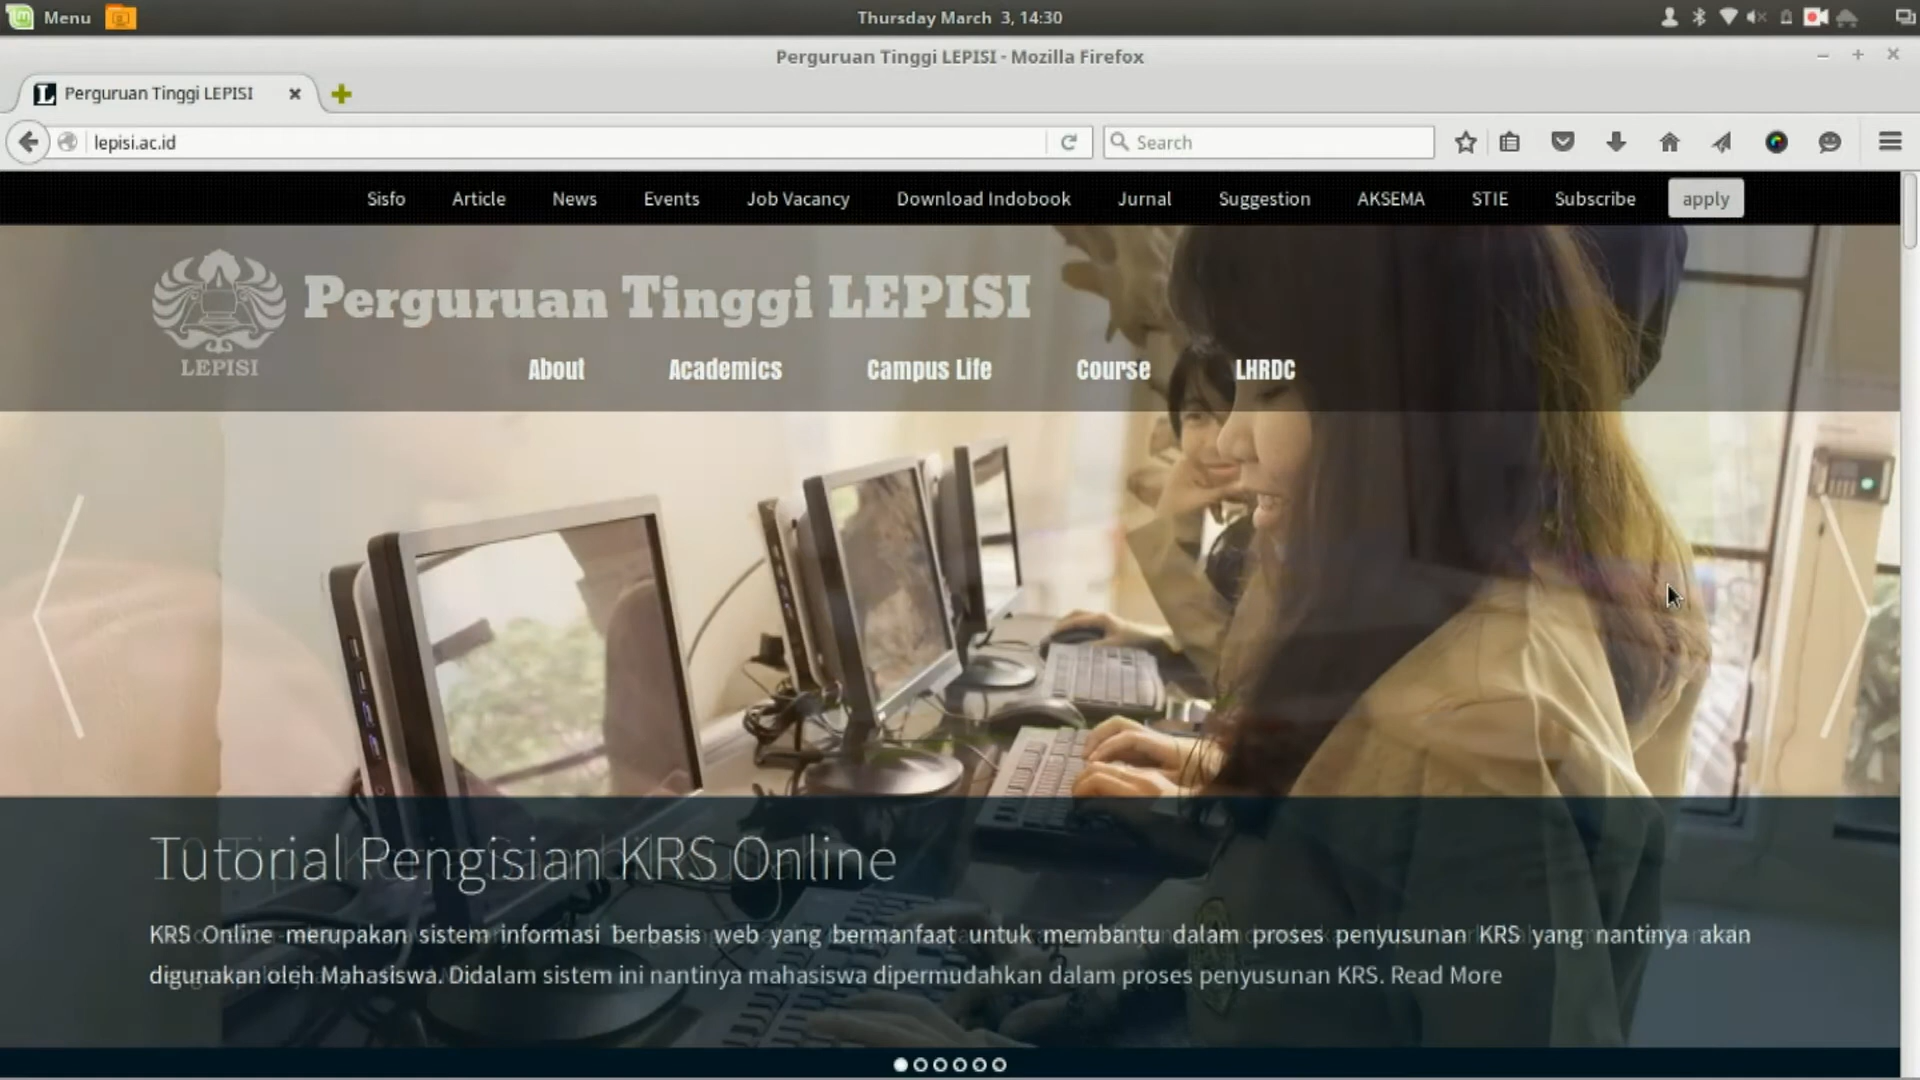 Menu
Thursday March 3, 14:30
Perguruan Tinggi LEPISI - Mozilla Firefox
Perguruan Tinggi LEPISI
lepisi.ac.id
Search
Sisfo Article News Events Job Vacancy Download Indobook Jurnal Suggestion AKSEMA STIE Subscribe apply
Perguruan Tinggi LEPISI
LEPISI
About Academics Campus Life Course LHRDC
Tutorial Pengisian KRS Online
KRS Online merupakan sistem informasi berbasis web yang bermanfaat untuk membantu dalam proses penyusunan KRS yang nantinya akan
digunakan oleh Mahasiswa. Didalam sistem ini nantinya mahasiswa dipermudahkan dalam proses penyusunan KRS. Read More